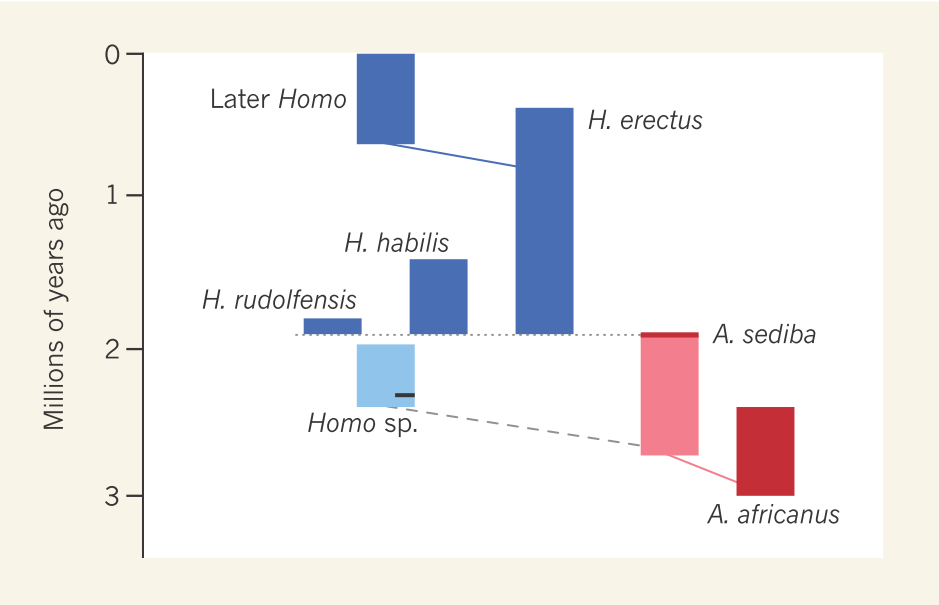 0
Later Homo
H. erectus
1
H. habilis
H. rudolfensis
A. sediba
2
Homo sp.
3
A. africanus
Millions of years ago